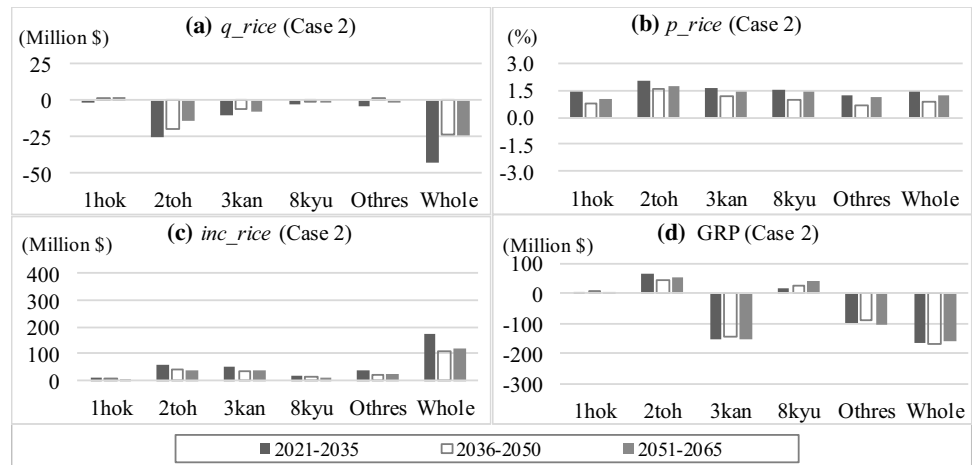 (a) q_rice (Case 2)
(Million $)
25
0
-25
-50
1hok 2toh 3kan 8kyu Othres Whole
(b) p_rice (Case 2)
(%)
3.0
1.5
0.0
-1.5
-3.0
1hok 2toh 3kan 8kyu Othres Whole
(c) inc_rice (Case 2)
(Million $)
400
300
200
100
0
1hok 2toh 3kan 8kyu Othres Whole
(d) GRP (Case 2)
(Million $)
100
0
-100
-200
-300
1hok 2toh 3kan 8kyu Othres Whole
2021-2035 2036-2050 2051-2065